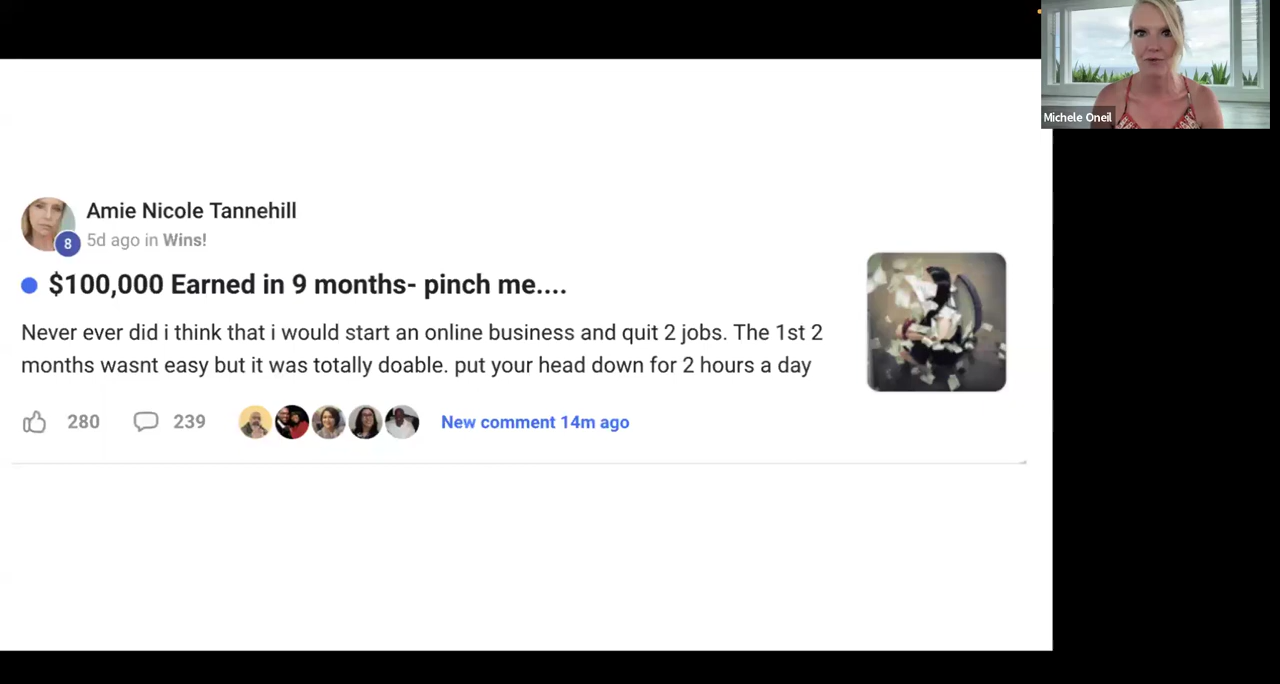 Michele Oneil
Amie Nicole Tannehill
8
5d ago in Wins!
$100,000 Earned in 9 months- pinch me....
Never ever did i think that i would start an online business and quit 2 jobs. The 1st 2
months wasnt easy but it was totally doable. put your head down for 2 hours a day
280 239 New comment 14m ago